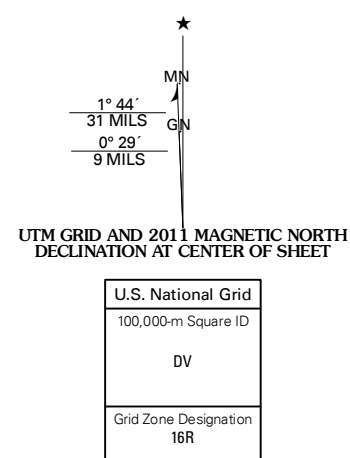 MN
1° 44´
31 MILS
GN
0° 29´
9 MILS
UTM GRID AND 2011 MAGNETIC NORTH
DECLINATION AT CENTER OF SHEET
U.S. National Grid
100,000-m Square ID
DV
Grid Zone Designation
16R